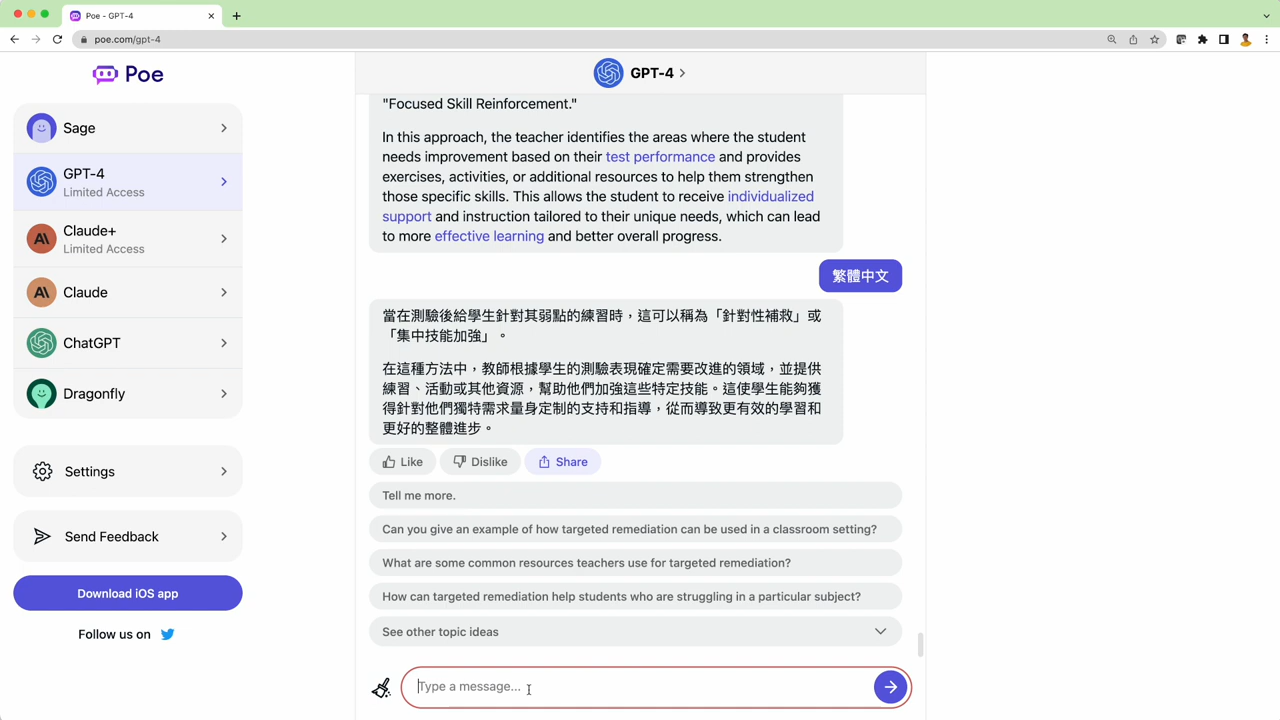 Poe - GPT-4
poe.com/gpt-4
Poe
Sage
GPT-4
Limited Access
Claude+
Limited Access
Claude
ChatGPT
Dragonfly
Settings
Send Feedback
Download iOS app
Follow us on
GPT-4
"Focused Skill Reinforcement."
In this approach, the teacher identifies the areas where the student
needs improvement based on their test performance and provides
exercises, activities, or additional resources to help them strengthen
those specific skills. This allows the student to receive individualized
support and instruction tailored to their unique needs, which can lead
to more effective learning and better overall progress.
繁體中文
當在測驗後給學生針對其弱點的練習時，這可以稱為「針對性補救」或
「集中技能加強」。
在這種方法中，教師根據學生的測驗表現確定需要改進的領域，並提供
練習、活動或其他資源，幫助他們加強這些特定技能。這使學生能夠獲
得針對他們獨特需求量身定制的支持和指導，從而導致更有效的學習和
更好的整體進步。
Like
Dislike
Share
Tell me more.
Can you give an example of how targeted remediation can be used in a classroom setting?
What are some common resources teachers use for targeted remediation?
How can targeted remediation help students who are struggling in a particular subject?
See other topic ideas
Type a message...